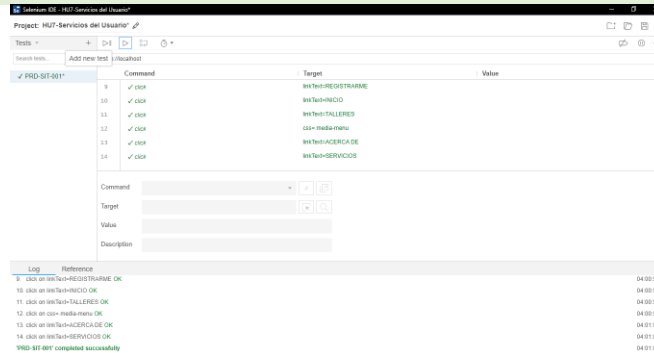 Selenium IDE - HU7-Servicios del Usuario*
Project: HU7-Servicios del Usuario*
Tests
Search tests...
Add new test
://localhost
✓ PRD-SIT-001*
Command Target Value
9 ✓ click linkText=REGISTRARME
10 ✓ click linkText=INICIO
11 ✓ click linkText=TALLERES
12 ✓ click css=.media-menu
13 ✓ click linkText=ACERCA DE
14 ✓ click linkText=SERVICIOS
Command
Target
Value
Description
Log Reference
9. click on linkText=REGISTRARME OK
10. click on linkText=INICIO OK
11. click on linkText=TALLERES OK
12. click on css=.media-menu OK
13. click on linkText=ACERCA DE OK
14. click on linkText=SERVICIOS OK
'PRD-SIT-001' completed successfully